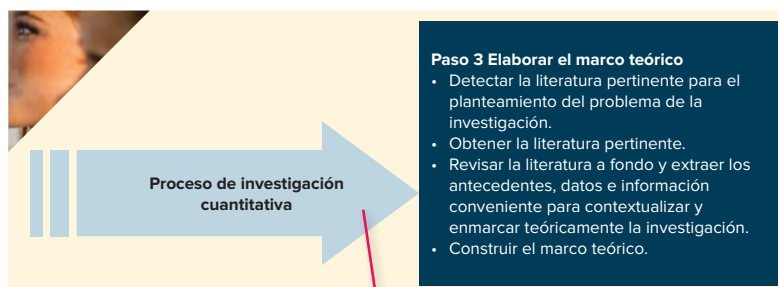 Proceso de investigación
cuantitativa
Paso 3 Elaborar el marco teórico
• Detectar la literatura pertinente para el
planteamiento del problema de la
investigación.
• Obtener la literatura pertinente.
• Revisar la literatura a fondo y extraer los
antecedentes, datos e información
conveniente para contextualizar y
enmarcar teóricamente la investigación.
• Construir el marco teórico.